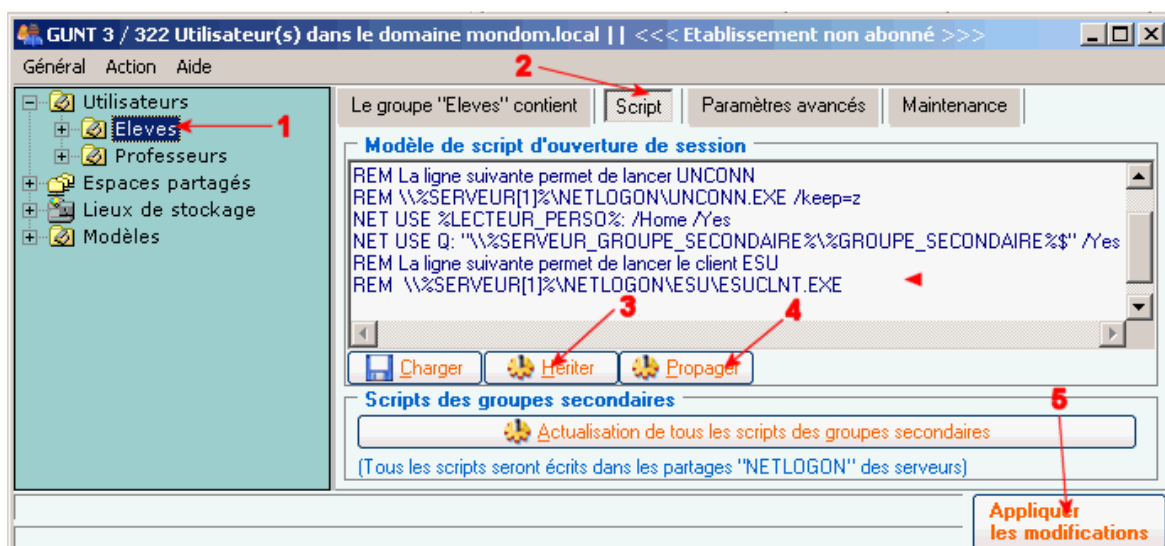 GUNT 3 / 322 Utilisateur(s) dans le domaine mondom.local || <<< Etablissement non abonné >>>
Général Action Aide
2
Utilisateurs
Eleves
1
Professeurs
Espaces partagés
Lieux de stockage
Modèles
Le groupe "Eleves" contient Script Paramètres avancés Maintenance
Modèle de script d'ouverture de session
REM La ligne suivante permet de lancer UNCONN
REM \\%SERVEUR[1]%\NETLOGON\UNCONN.EXE /keep=z
NET USE %LECTEUR_PERSO%: /Home /Yes
NET USE Q: "\\%SERVEUR_GROUPE_SECONDAIRE%\%GROUPE_SECONDAIRE%$" /Yes
REM La ligne suivante permet de lancer le client ESU
REM \\%SERVEUR[1]%\NETLOGON\ESU\ESUCLNT.EXE
3
4
Charger Hériter Propager
Scripts des groupes secondaires
5
Actualisation de tous les scripts des groupes secondaires
(Tous les scripts seront écrits dans les partages "NETLOGON" des serveurs)
Appliquer
les modifications